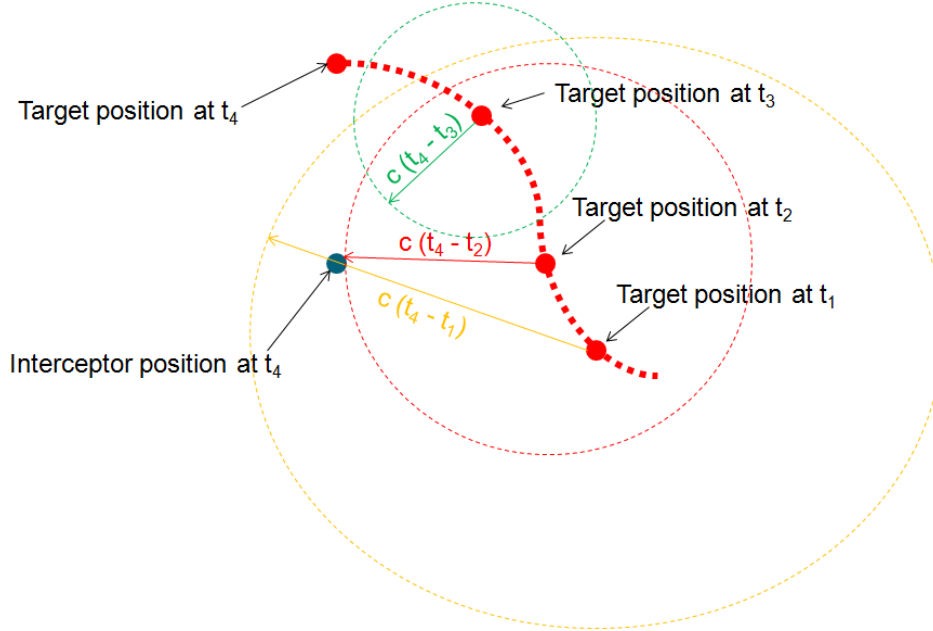 Target position at t₄
Target position at t₃
c (t₄ - t₃)
Target position at t₂
c (t₄ - t₂)
Target position at t₁
c (t₄ - t₁)
Interceptor position at t₄